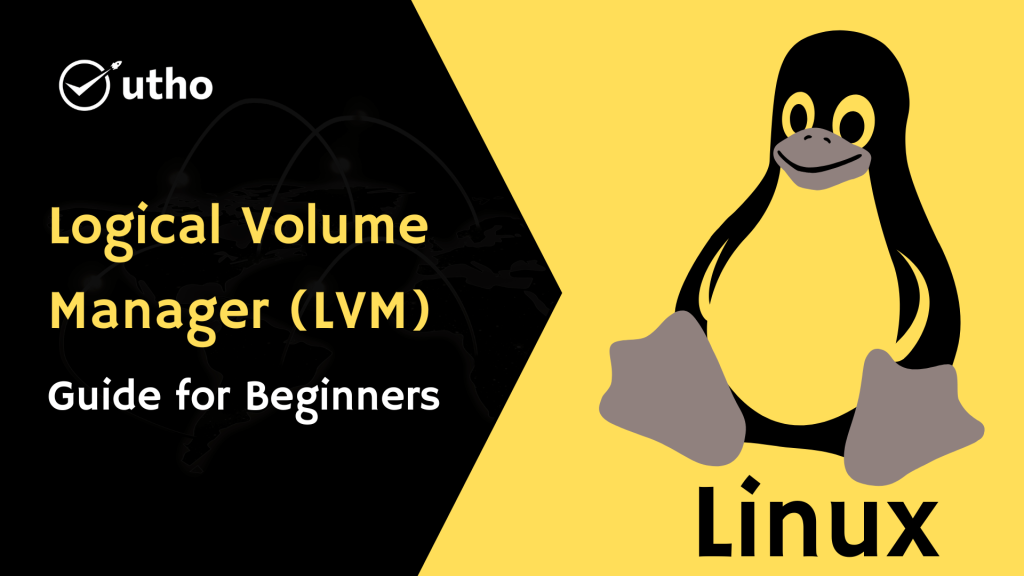 utho
Logical Volume
Manager (LVM)
Guide for Beginners
Linux